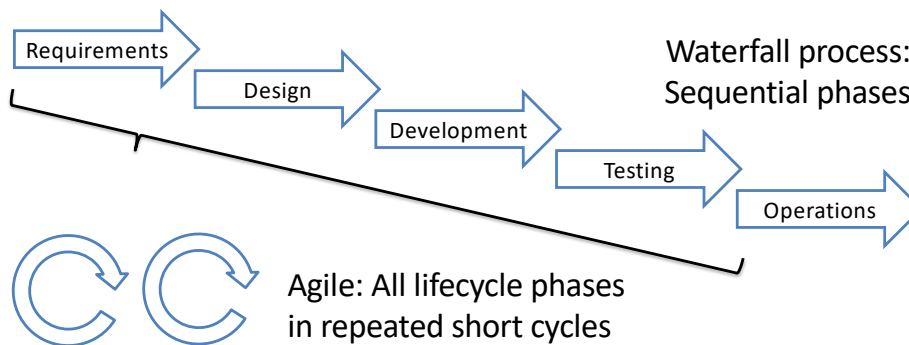 Requirements
Waterfall process:
Design
Sequential phases
Development
Testing
Operations
Agile: All lifecycle phases
in repeated short cycles